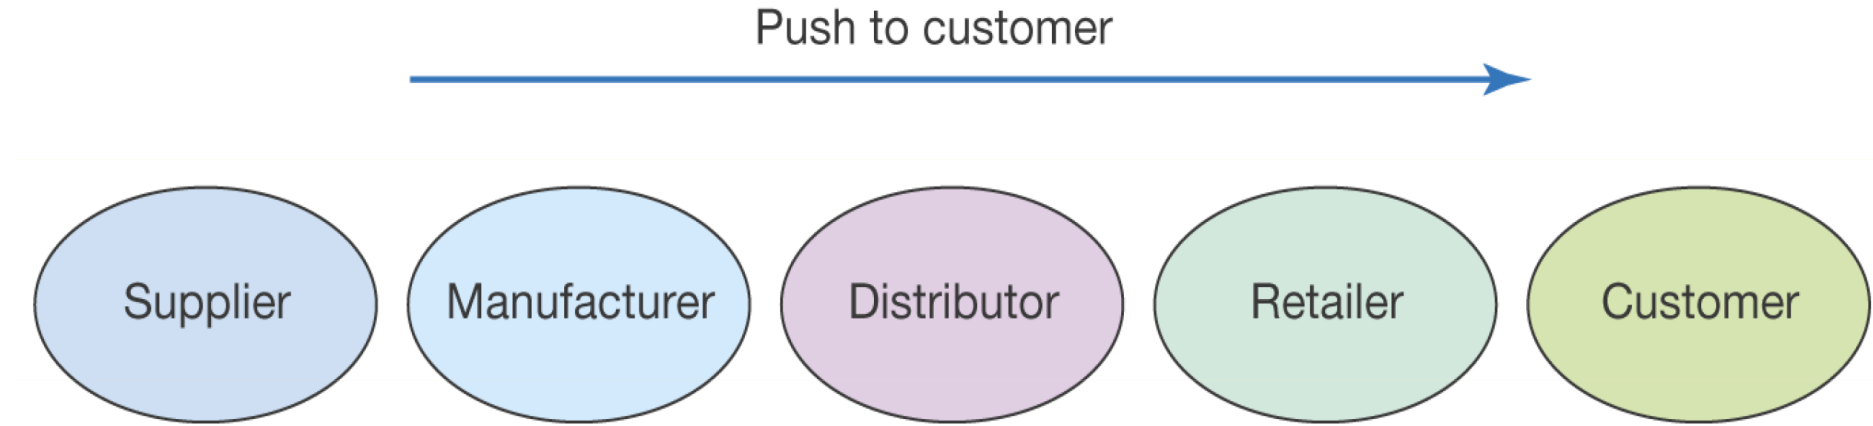 Push to customer
Supplier
Manufacturer
Distributor
Retailer
Customer